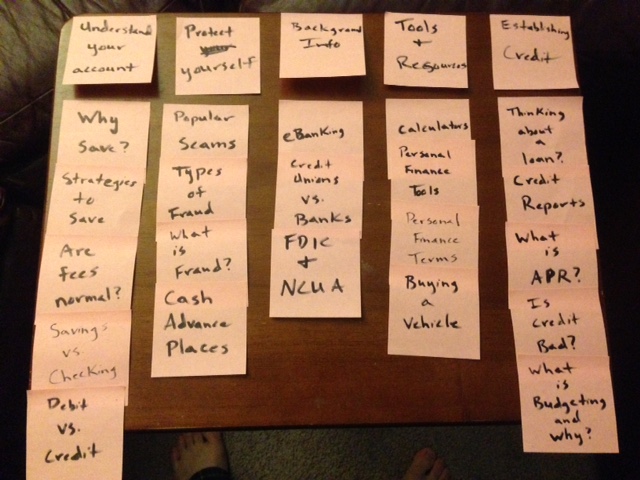 Understand
your
account
Protect
yourself
Background
Info
Tools
+
Resources
Establishing
Credit
Why
Save?
Strategies
to
Save
Are
fees
normal?
Savings
vs
Checking
Debit
vs.
Credit
Popular
Scams
Types
of
Fraud
What
is
Fraud?
Cash
Advance
Places
eBanking
Credit
Unions
vs.
Banks
FDIC
+
NCUA
Calculators
Personal
Finance
Tools
Personal
Finance
Terms
Buying
a
Vehicle
Thinking
about
a
loan?
Credit
Reports
What
is
APR?
Is
Credit
Bad?
What
is
Budgeting
and
Why?